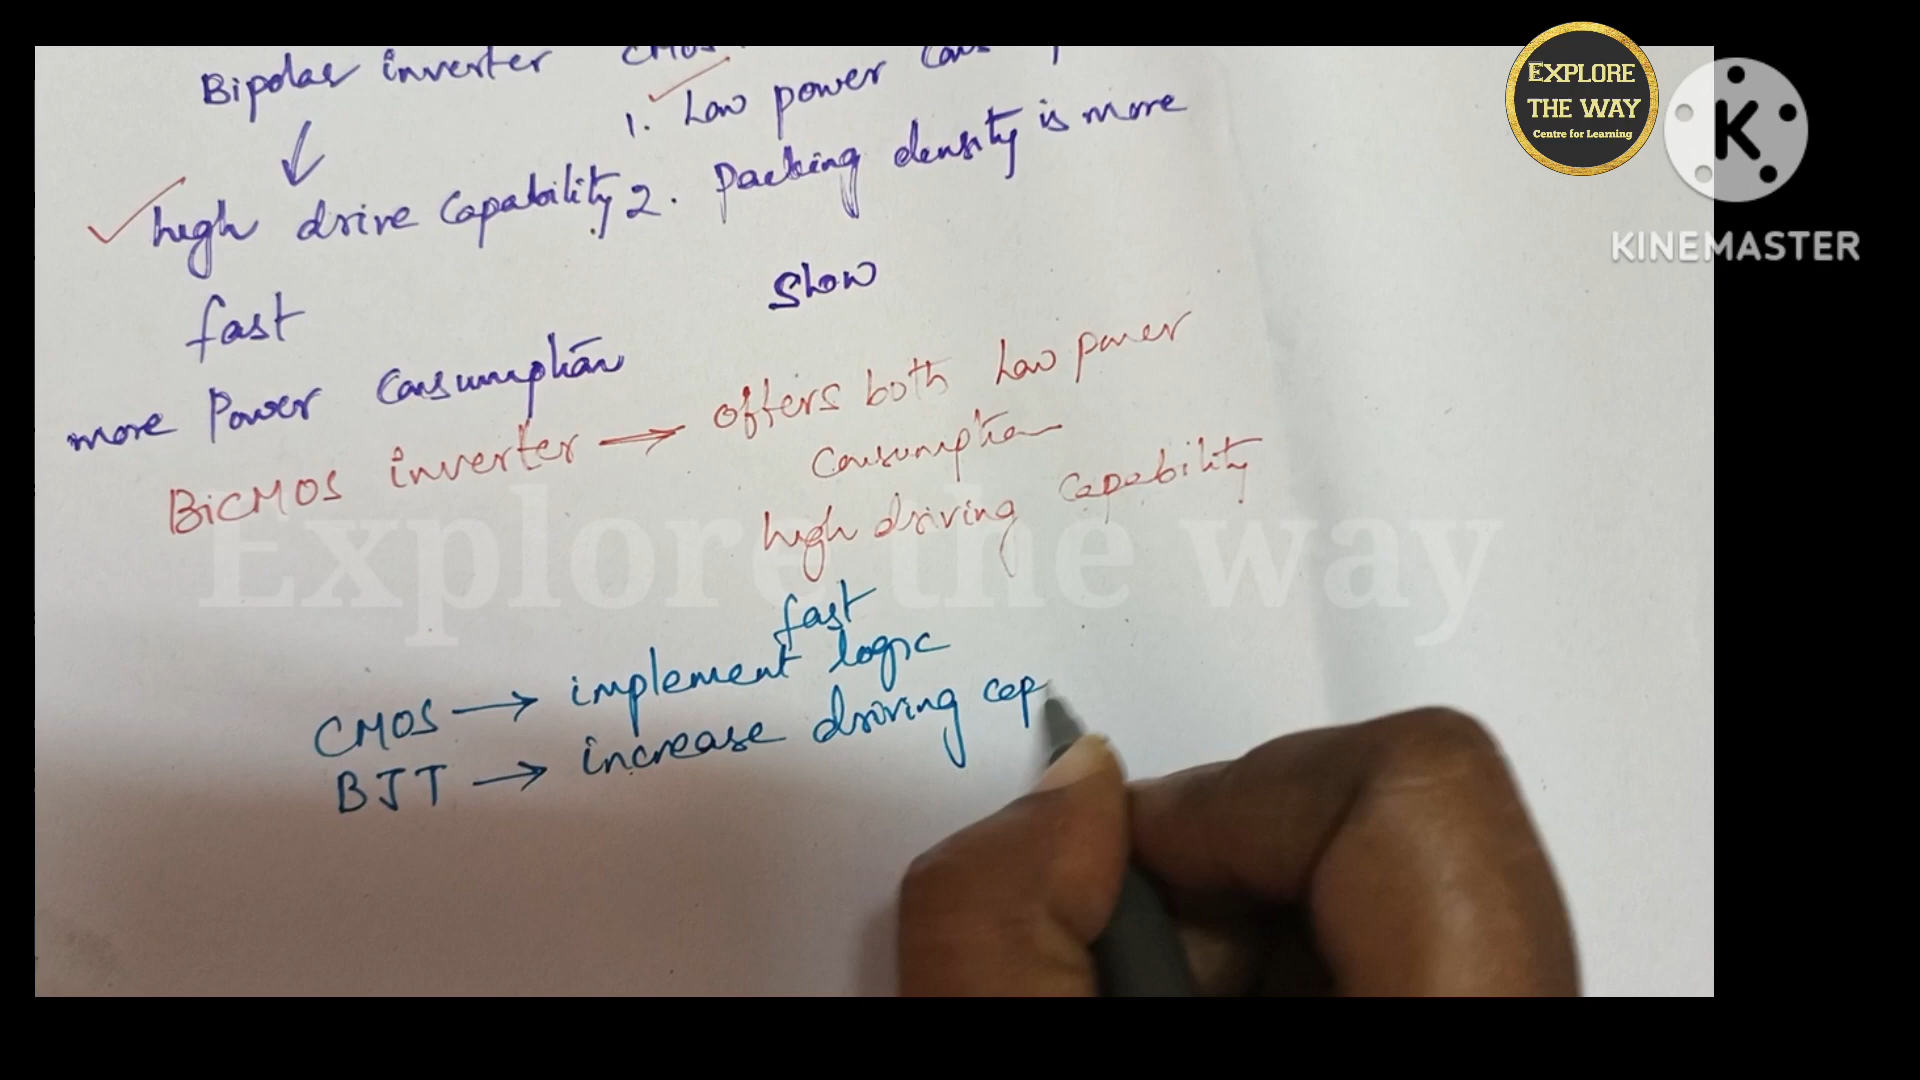 Bipolar inverter CMOS
1. Low power Cons
high drive Capability 2. Packing density is more
fast
Slow
more Power Consumption
BiCMOS inverter → offers both Low power
Consumption
high driving capability
fast
CMOS → implement logic
BJT → increase driving cap
EXPLORE
THE WAY
Centre for Learning
K
KINEMASTER
Explore the way